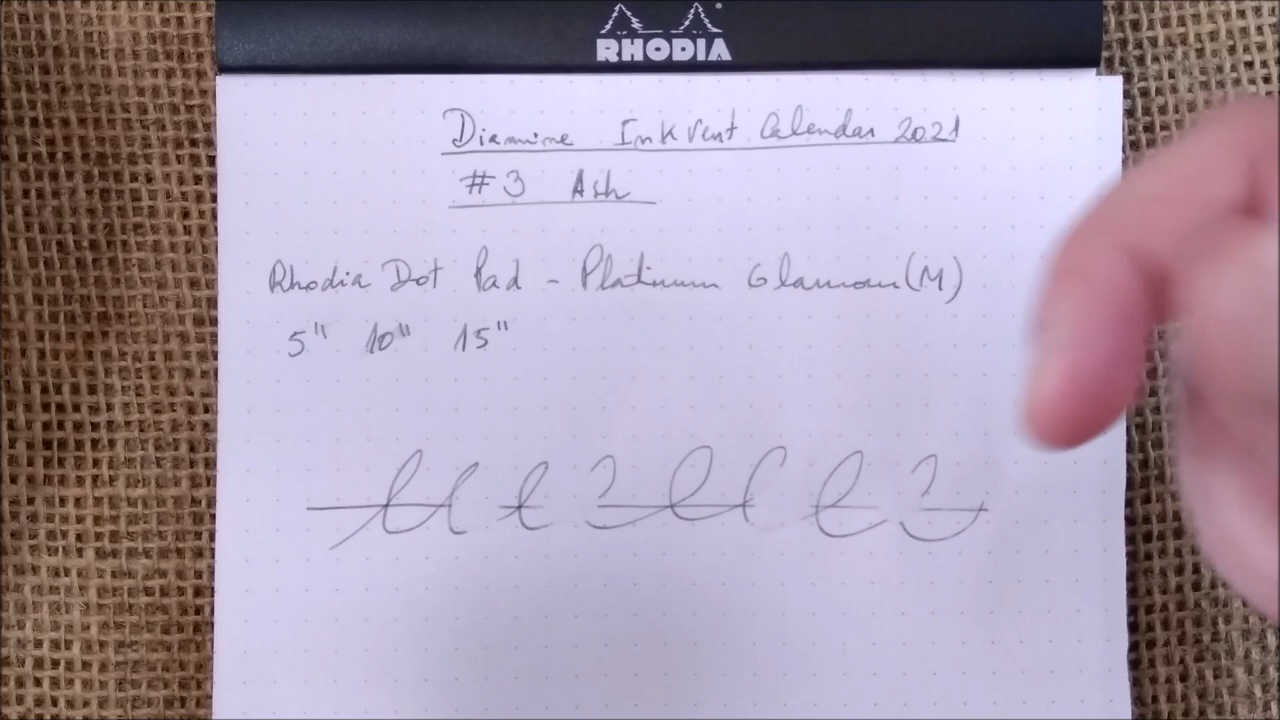 RHODIA
Diamine InkVent Calendar 2021
#3 Ash
Rhodia Dot Pad - Platinum Glamour (M)
5" 10" 15"